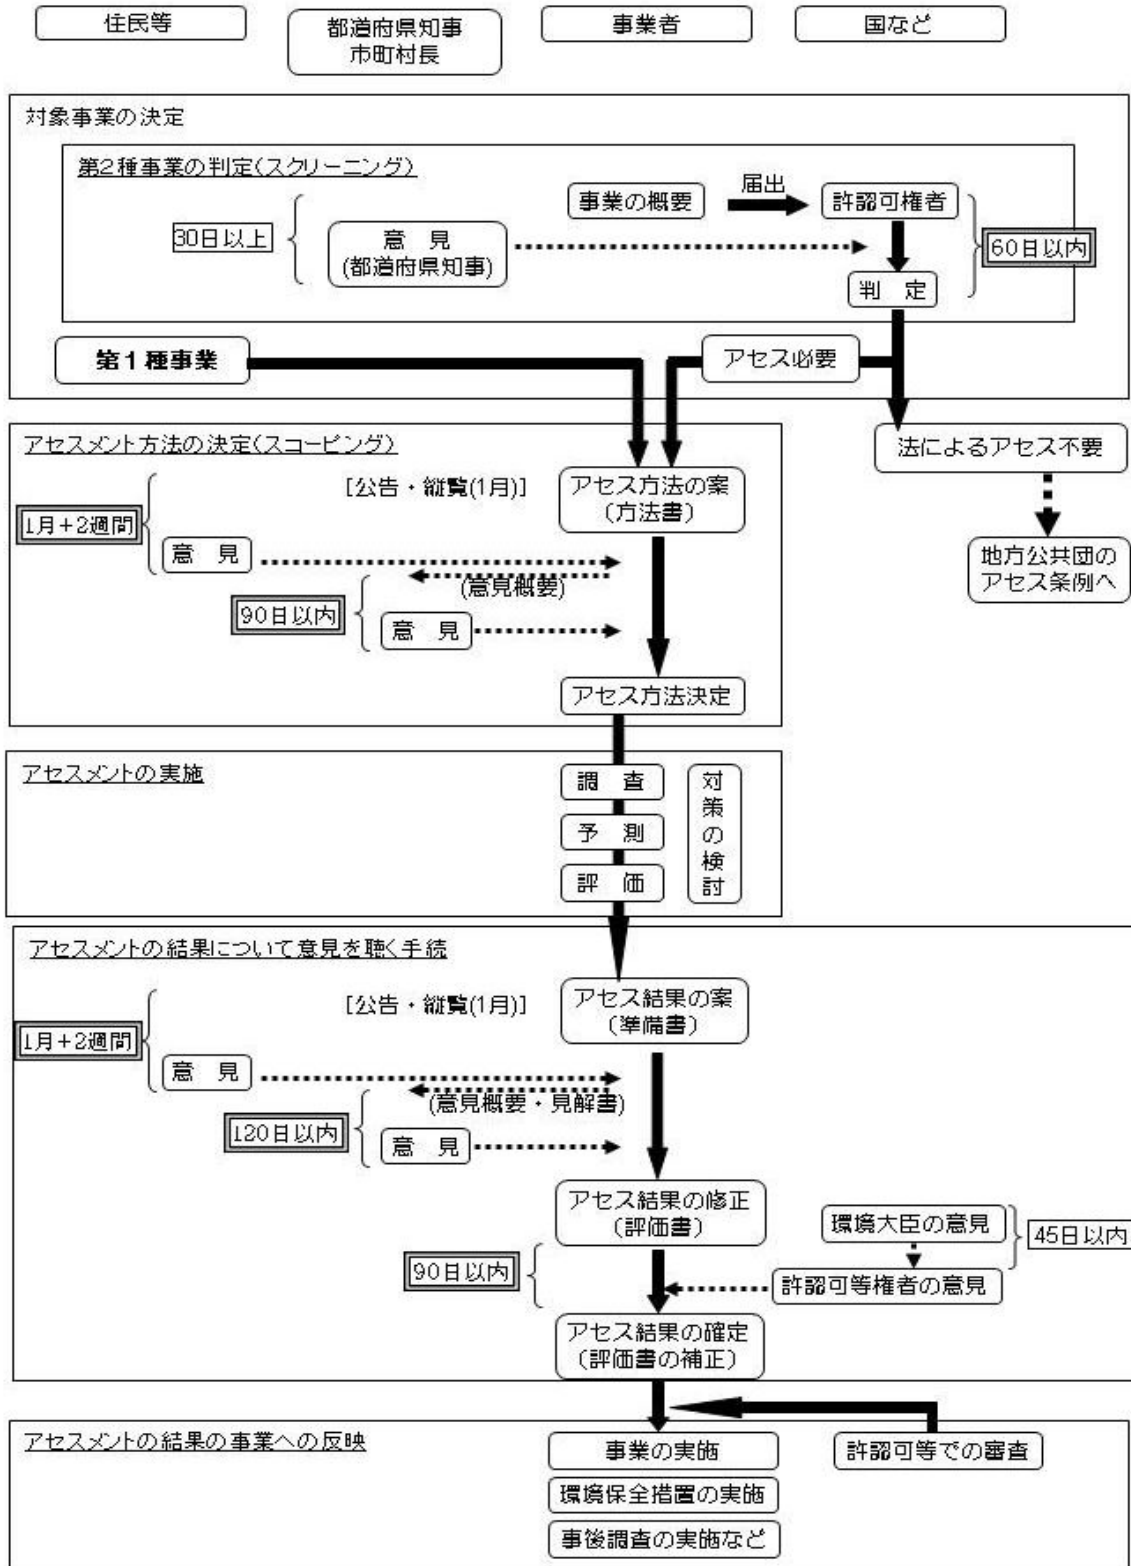 住民等
都道府県知事
市町村長
事業者
国など
対象事業の決定
第2種事業の判定(スクリーニング)
事業の概要
届出
許認可権者
30日以上
意 見
(都道府県知事)
60日以内
判 定
第1種事業
アセス必要
アセスメント方法の決定(スコーピング)
法によるアセス不要
[公告・縦覧(1月)]
アセス方法の案
(方法書)
1月+2週間
意 見
(意見概要)
地方公共団の
アセス条例へ
90日以内
意 見
アセス方法決定
アセスメントの実施
調 査
予 測
評 価
対策の検討
アセスメントの結果について意見を聴く手続
[公告・縦覧(1月)]
アセス結果の案
(準備書)
1月+2週間
意 見
(意見概要・見解書)
120日以内
意 見
アセス結果の修正
(評価書)
環境大臣の意見
45日以内
90日以内
許認可等権者の意見
アセス結果の確定
(評価書の補正)
アセスメントの結果の事業への反映
事業の実施
許認可等での審査
環境保全措置の実施
事後調査の実施など